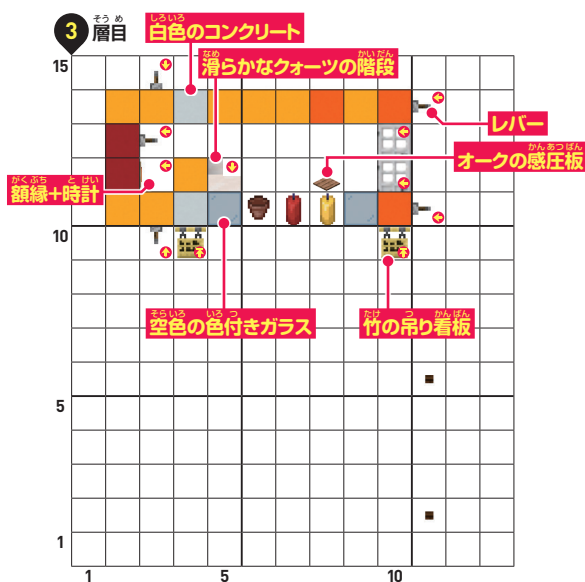 3 層目
そうめ
白色のコンクリート
しろいろ
滑らかなクォーツの階段
なめ
かいだん
レバー
オークの感圧板
かんあつばん
額縁+時計
がくぶち
とけい
空色の色付きガラス
そらいろ
いろつ
竹の吊り看板
たけ
つ
かんばん
15
10
5
1
1
5
10